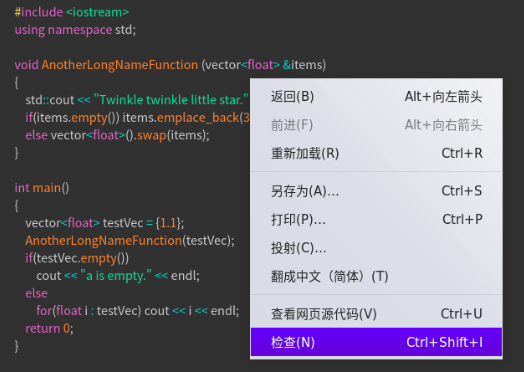 #include <iostream>
using namespace std;
void AnotherLongNameFunction (vector<float> &items)
{
std::cout << "Twinkle twinkle little star."
if(items.empty()) items.emplace_back(3
else vector<float>().swap(items);
}
int main()
{
vector<float> testVec = {1.1};
AnotherLongNameFunction(testVec);
if(testVec.empty())
cout << "a is empty." << endl;
else
for(float i : testVec) cout << i << endl;
return 0;
}
返回(B) Alt+向左箭头
前进(F) Alt+向右箭头
重新加载(R) Ctrl+R
另存为(A)... Ctrl+S
打印(P)... Ctrl+P
投射(C)...
翻成中文（简体）(T)
查看网页源代码(V) Ctrl+U
检查(N) Ctrl+Shift+I